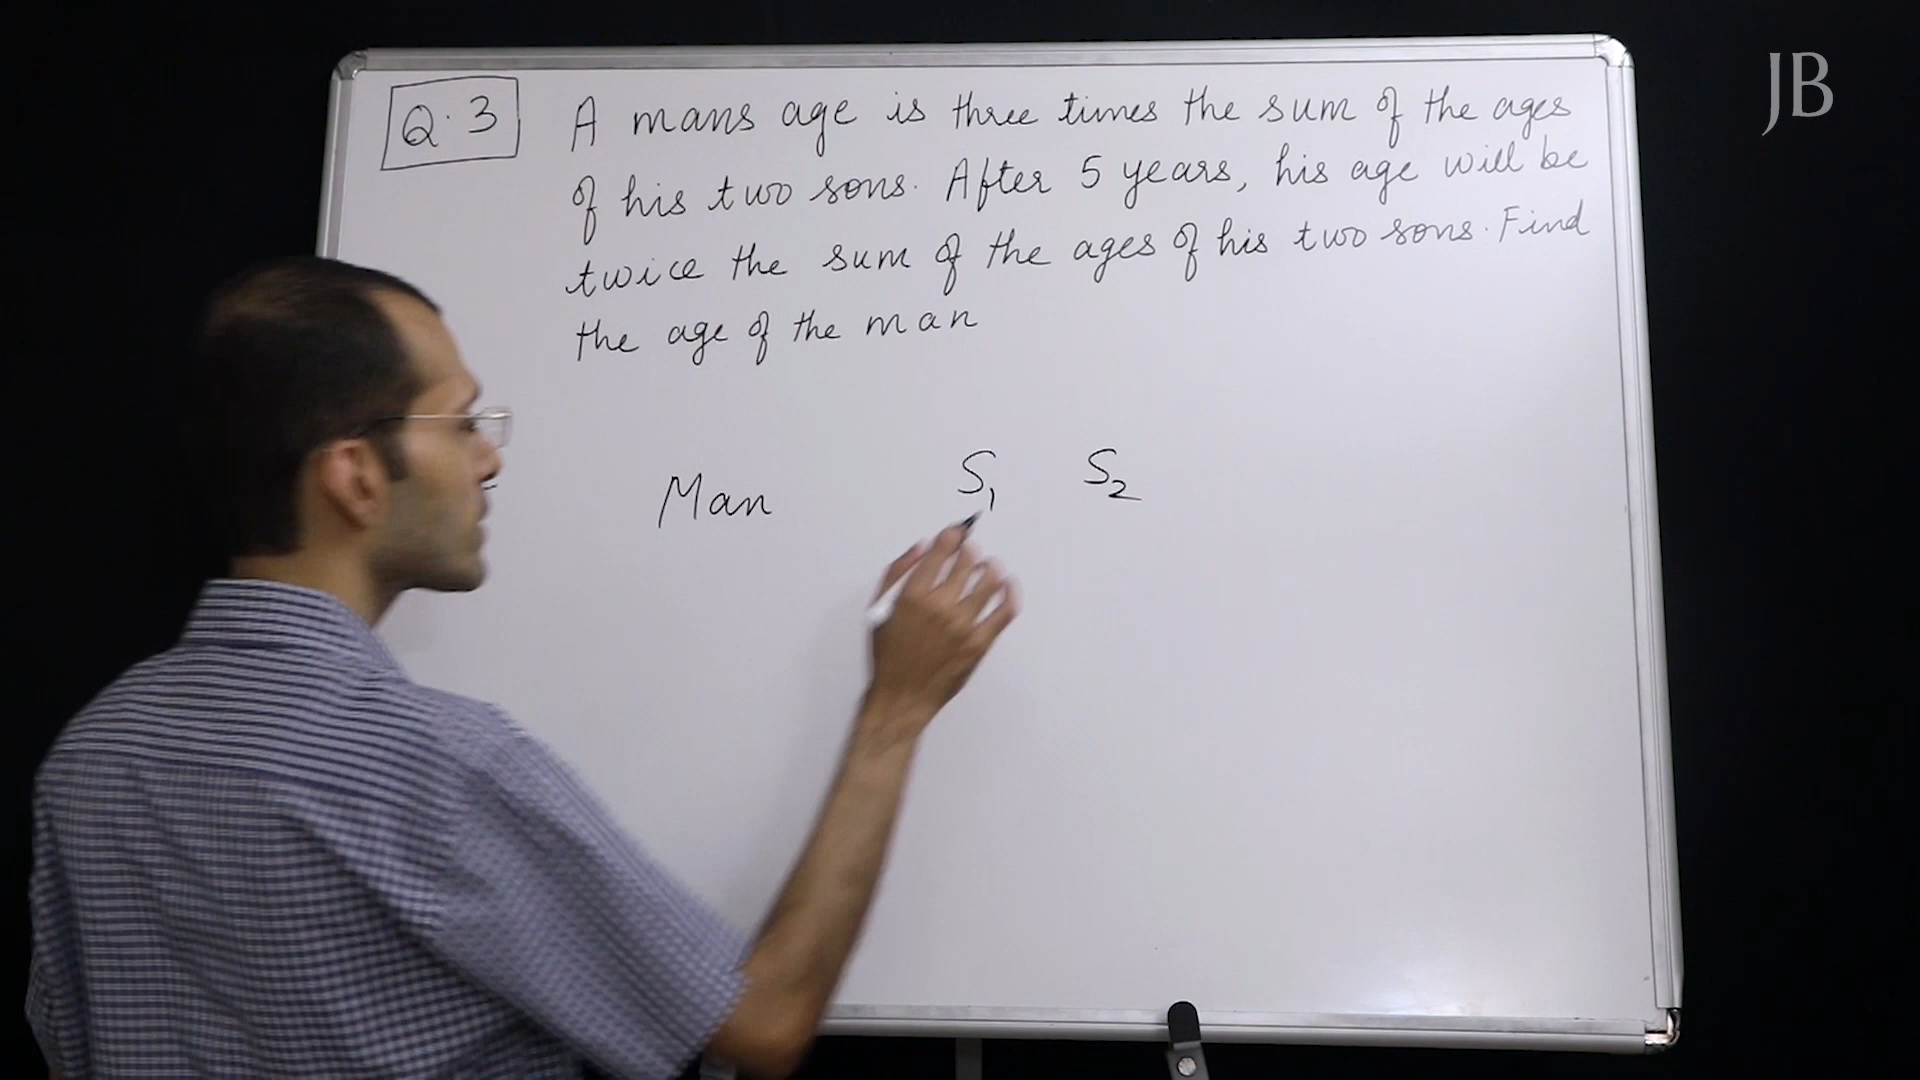 JB
Q.3
A mans age is three times the sum of the ages
of his two sons. After 5 years, his age will be
twice the sum of the ages of his two sons. Find
the age of the man
Man S₁ S₂